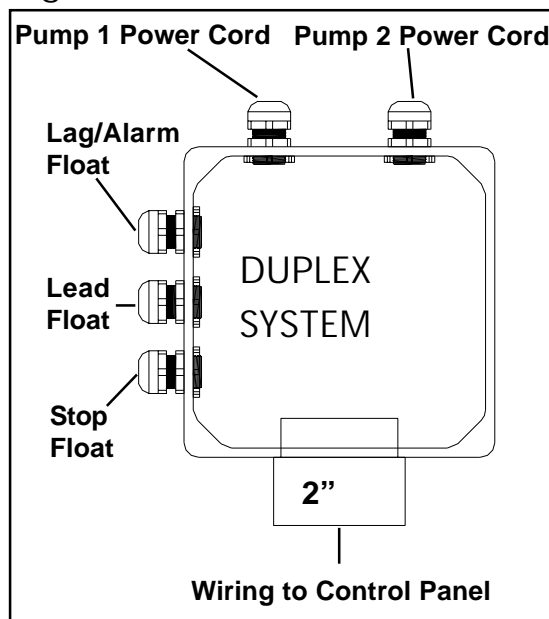 Pump 1 Power Cord
Pump 2 Power Cord
Lag/Alarm
Float
Lead
Float
Stop
Float
DUPLEX
SYSTEM
2”
Wiring to Control Panel